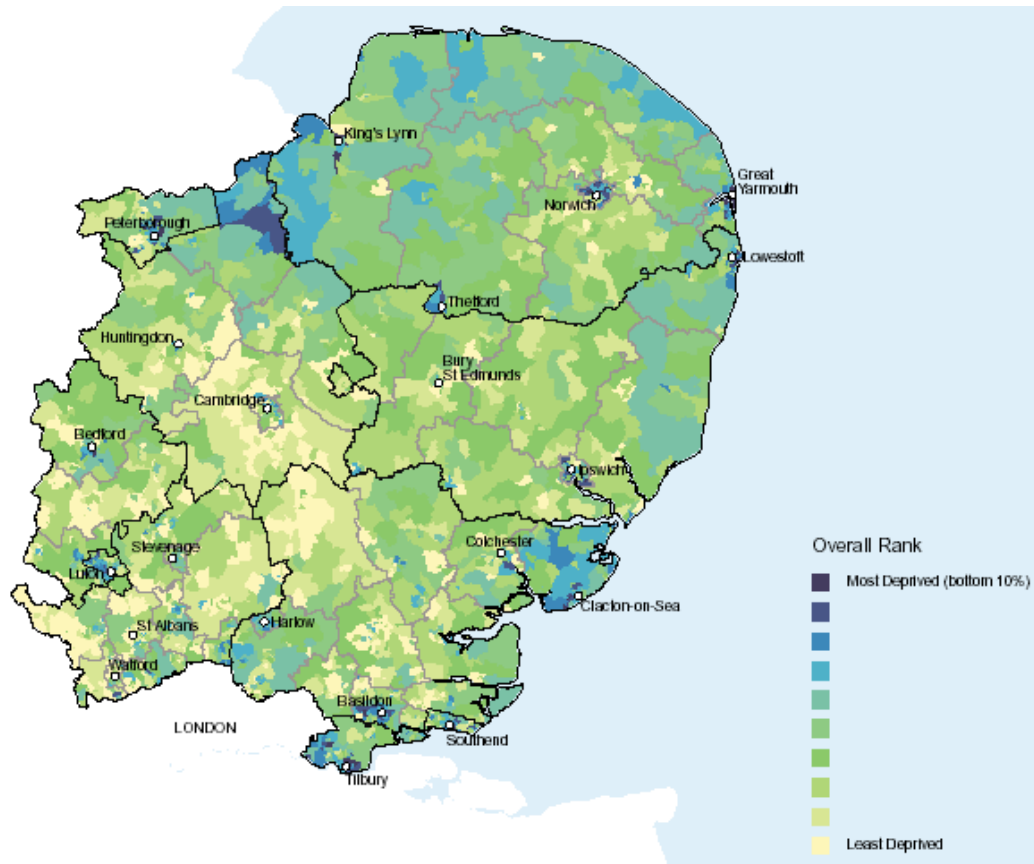 King's Lynn
Great
Yarmouth
Norwich
Peterborough
Lowestoft
Thetford
Huntingdon
Bury
St Edmunds
Cambridge
Bedford
Ipswich
Overall Rank
Colchester
Stevenage
Luton
Most Deprived (bottom 10%)
Clacton-on-Sea
Harlow
St Albans
Watford
Basildon
LONDON
Southend
Tilbury
Least Deprived